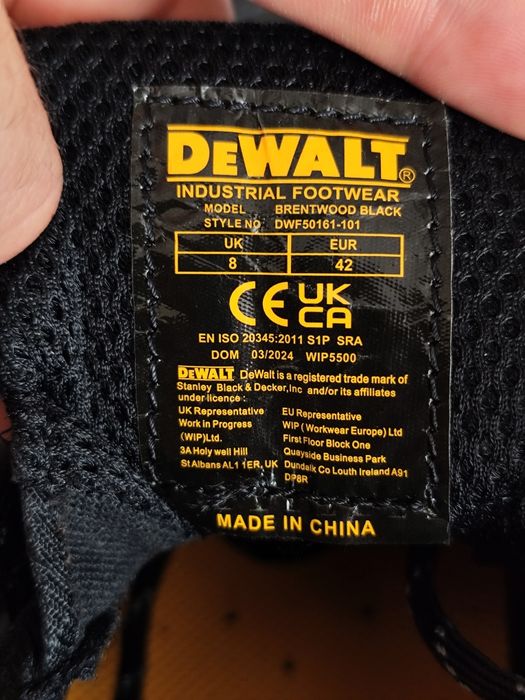 DEWALT®
INDUSTRIAL FOOTWEAR
MODEL BRENTWOOD BLACK
STYLE NO DWF50161-101
UK EUR
8 42
CE UK CA
EN ISO 20345:2011 S1P SRA
DOM 03/2024 WIP5500
DEWALT DeWalt is a registered trade mark of
Stanley Black & Decker,Inc and/or its affiliates
under licence :
UK Representative
Work in Progress
(WIP)Ltd.
3A Holy well Hill
St Albans AL1 1ER, UK
EU Representative
WIP ( Workwear Europe) Ltd
First Floor Block One
Quayside Business Park
Dundalk Co Louth Ireland A91
DP8R
MADE IN CHINA